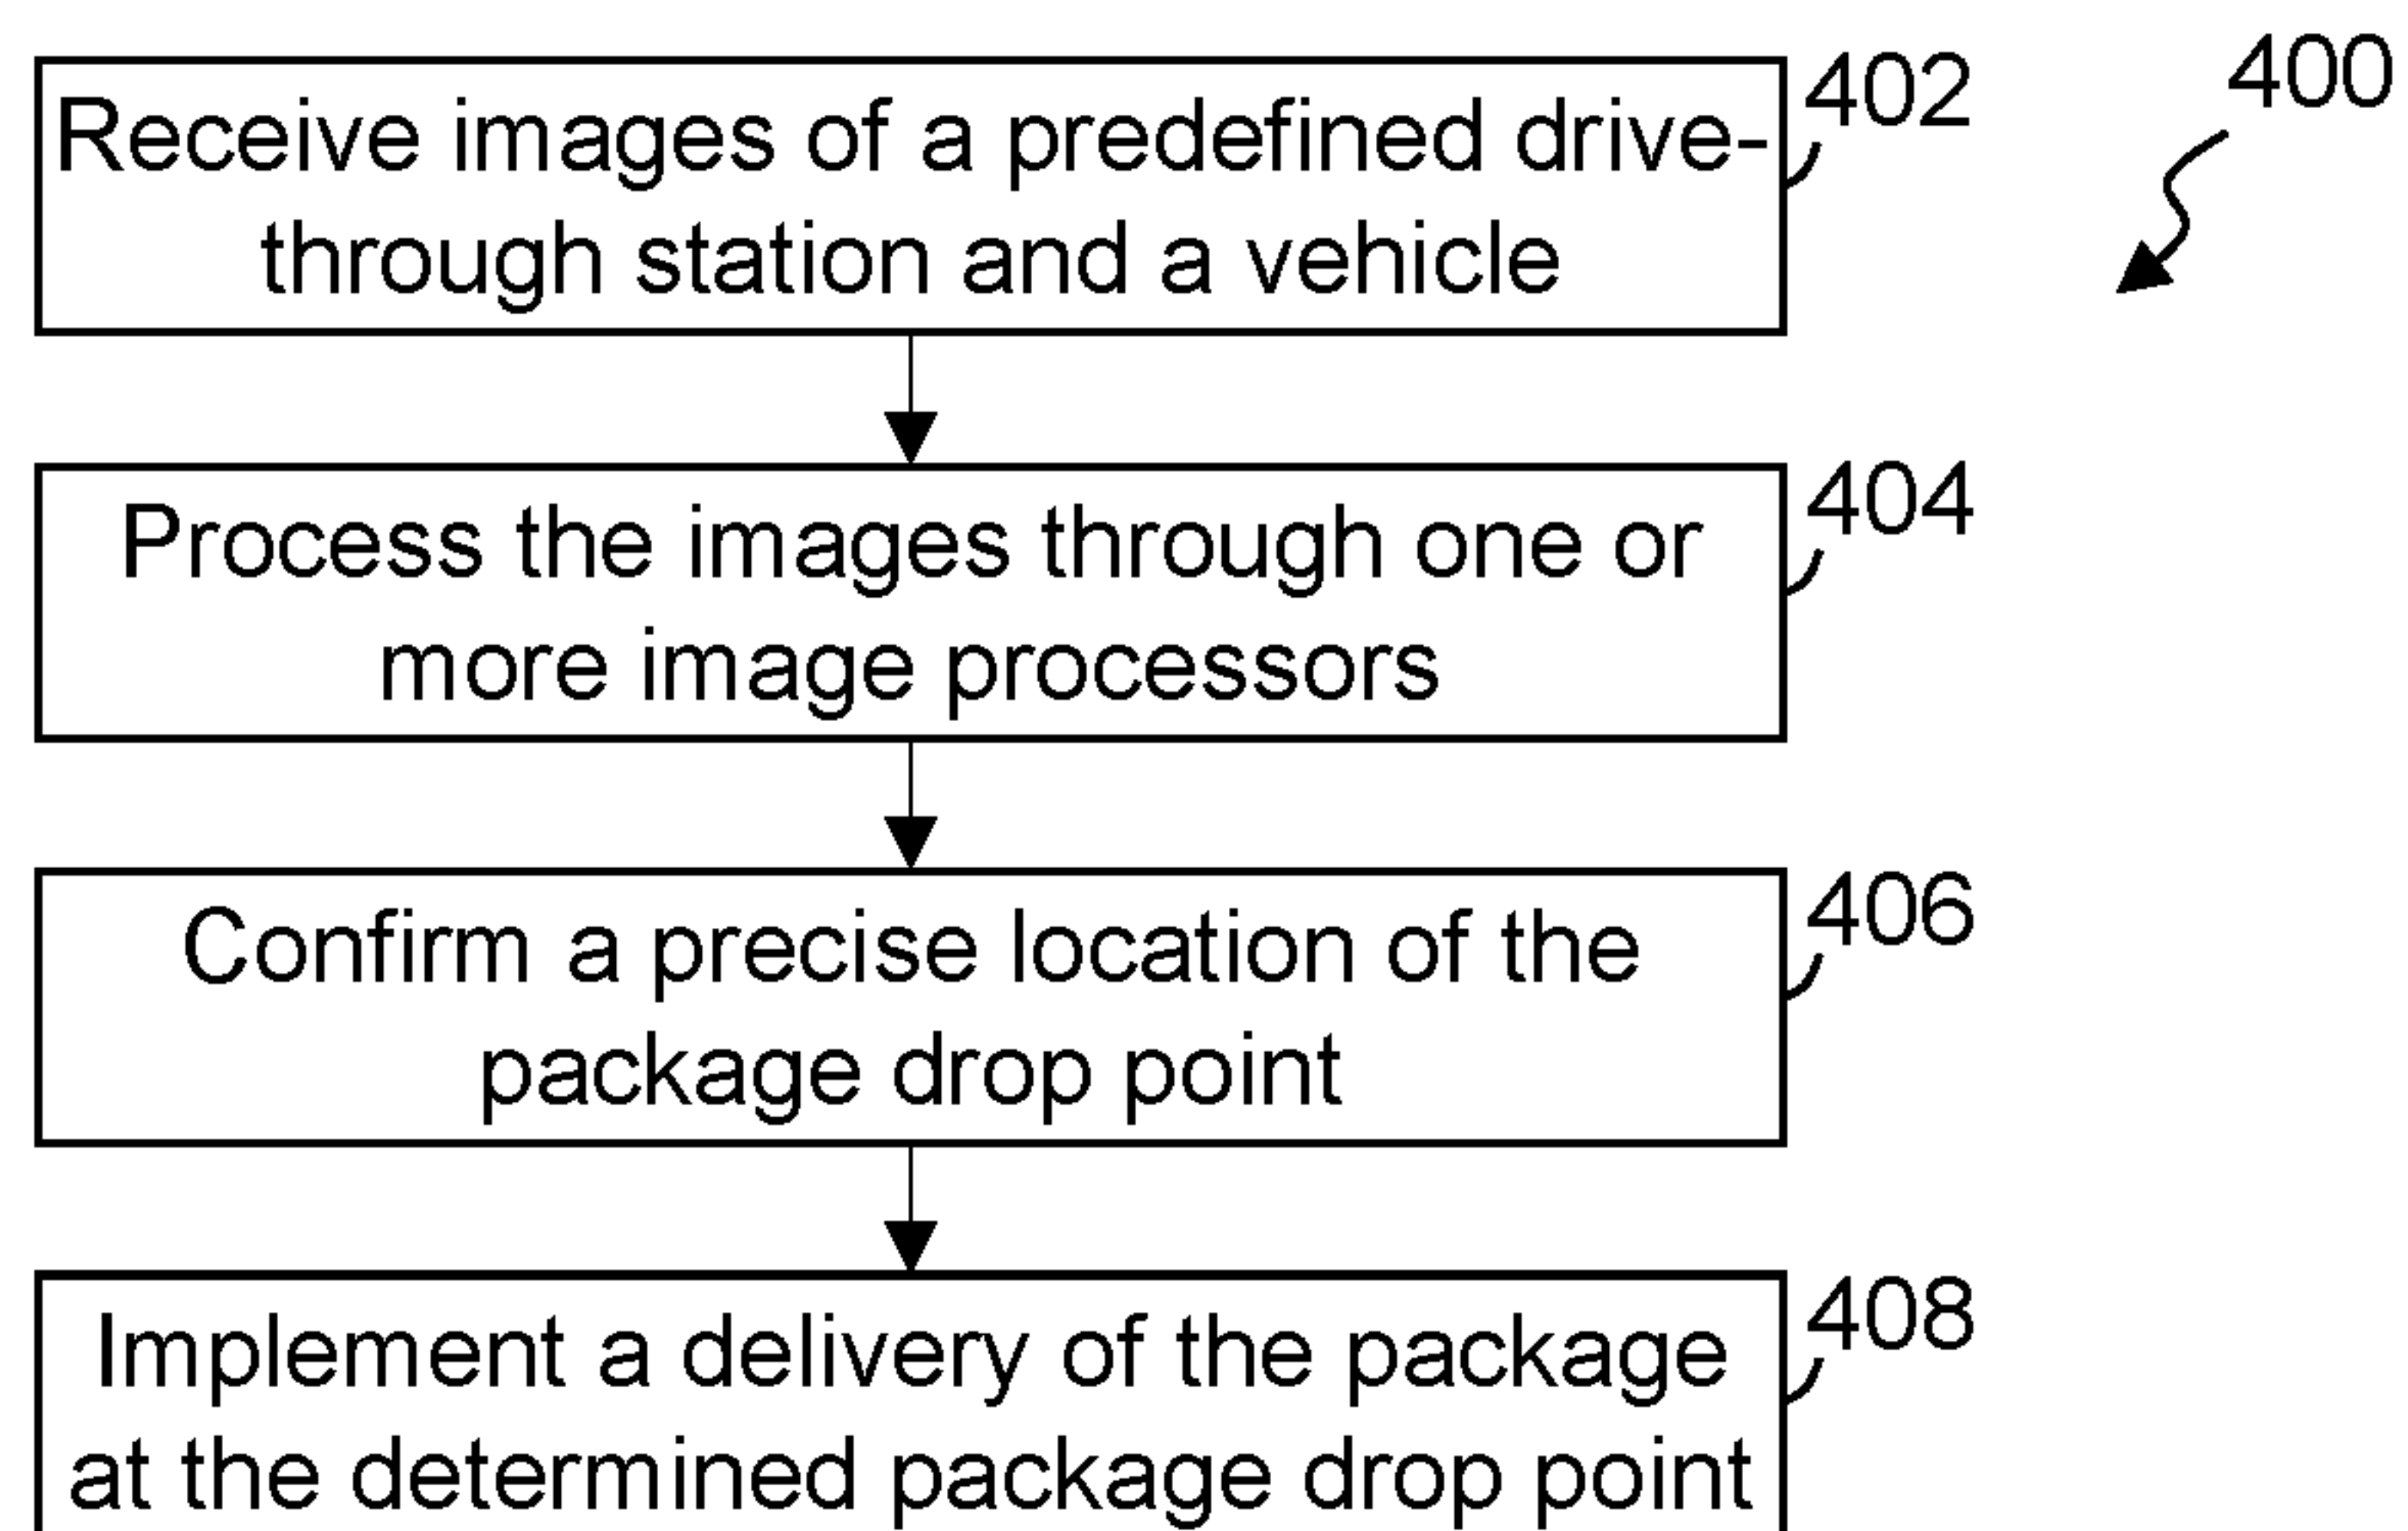 Receive images of a predefined drive-
through station and a vehicle
402
400
Process the images through one or
more image processors
404
Confirm a precise location of the
package drop point
406
Implement a delivery of the package
at the determined package drop point
408